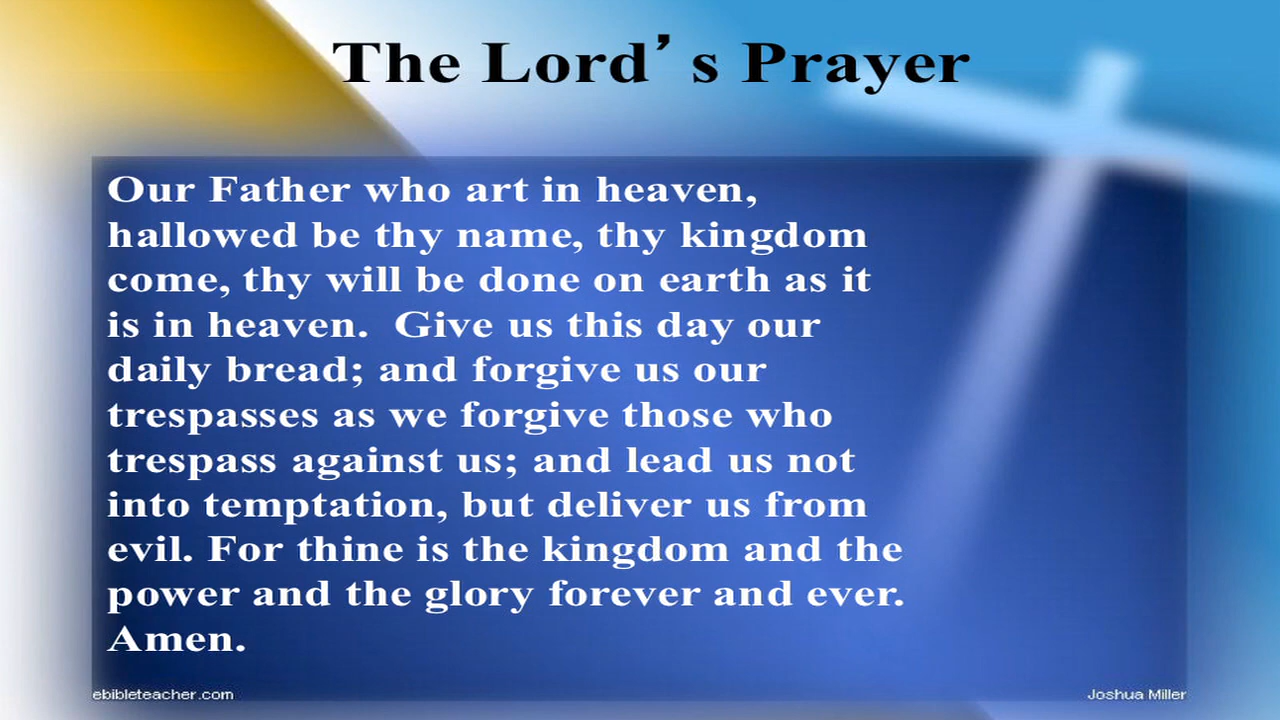 The Lord’s Prayer
Our Father who art in heaven,
hallowed be thy name, thy kingdom
come, thy will be done on earth as it
is in heaven.  Give us this day our
daily bread; and forgive us our
trespasses as we forgive those who
trespass against us; and lead us not
into temptation, but deliver us from
evil. For thine is the kingdom and the
power and the glory forever and ever.
Amen.
ebibleteacher.com
Joshua Miller